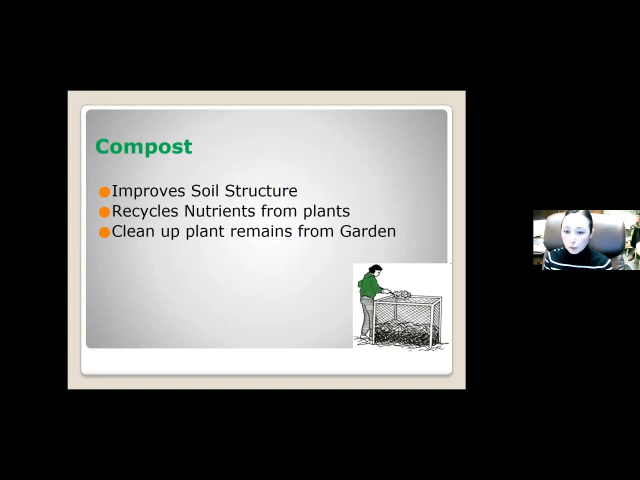 Compost
Improves Soil Structure
Recycles Nutrients from plants
Clean up plant remains from Garden